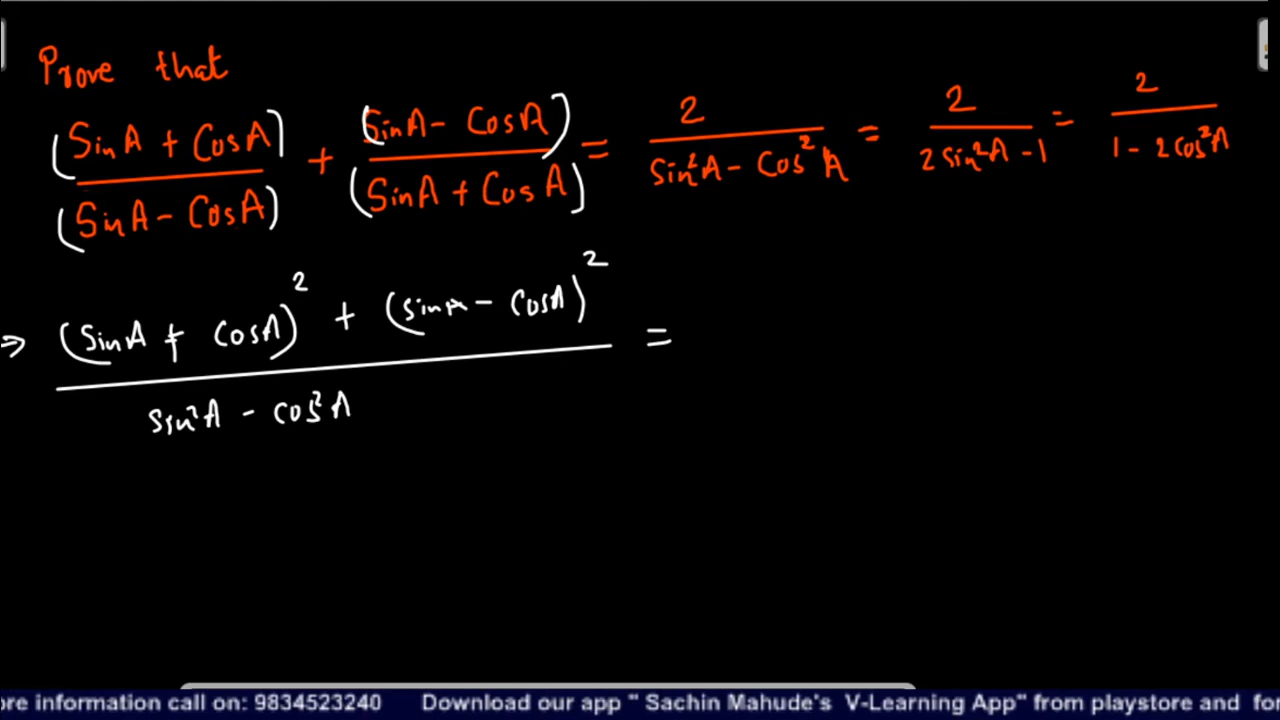 Prove that
(SinA + CosA)/(SinA - CosA) + (SinA - CosA)/(SinA + CosA) = 2/(Sin²A - Cos²A) = 2/(2Sin²A - 1) = 2/(1 - 2Cos²A)
⇒ ((SinA + CosA)² + (SinA - CosA)²)/(Sin²A - Cos²A) =
ore information call on: 9834523240 Download our app " Sachin Mahude's V-Learning App" from playstore and fo